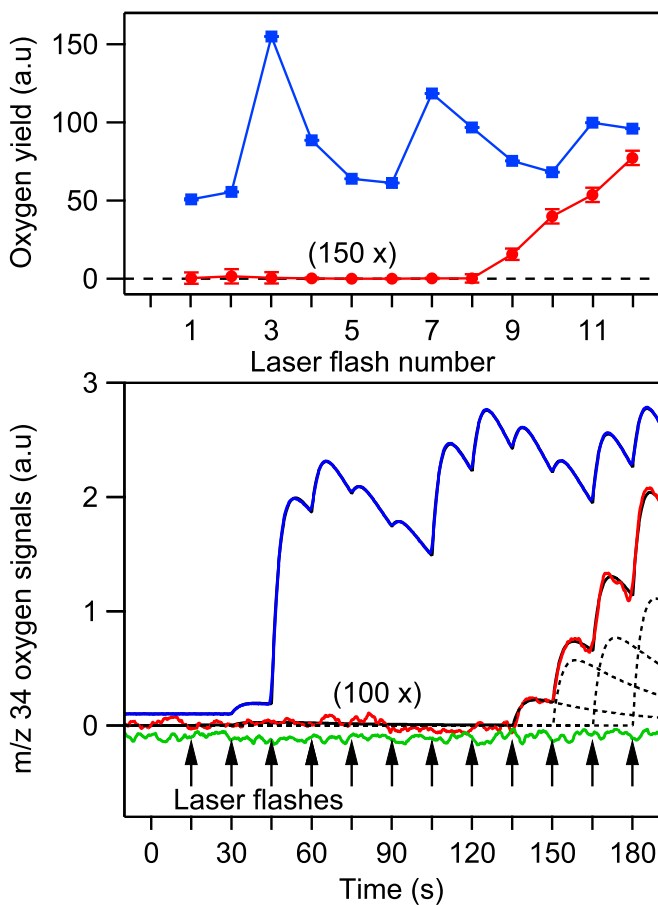 Oxygen yield (a.u)
150
100
50
0
(150 x)
1 3 5 7 9 11
Laser flash number
m/z 34 oxygen signals (a.u)
3
2
1
0
(100 x)
Laser flashes
0 30 60 90 120 150 180
Time (s)